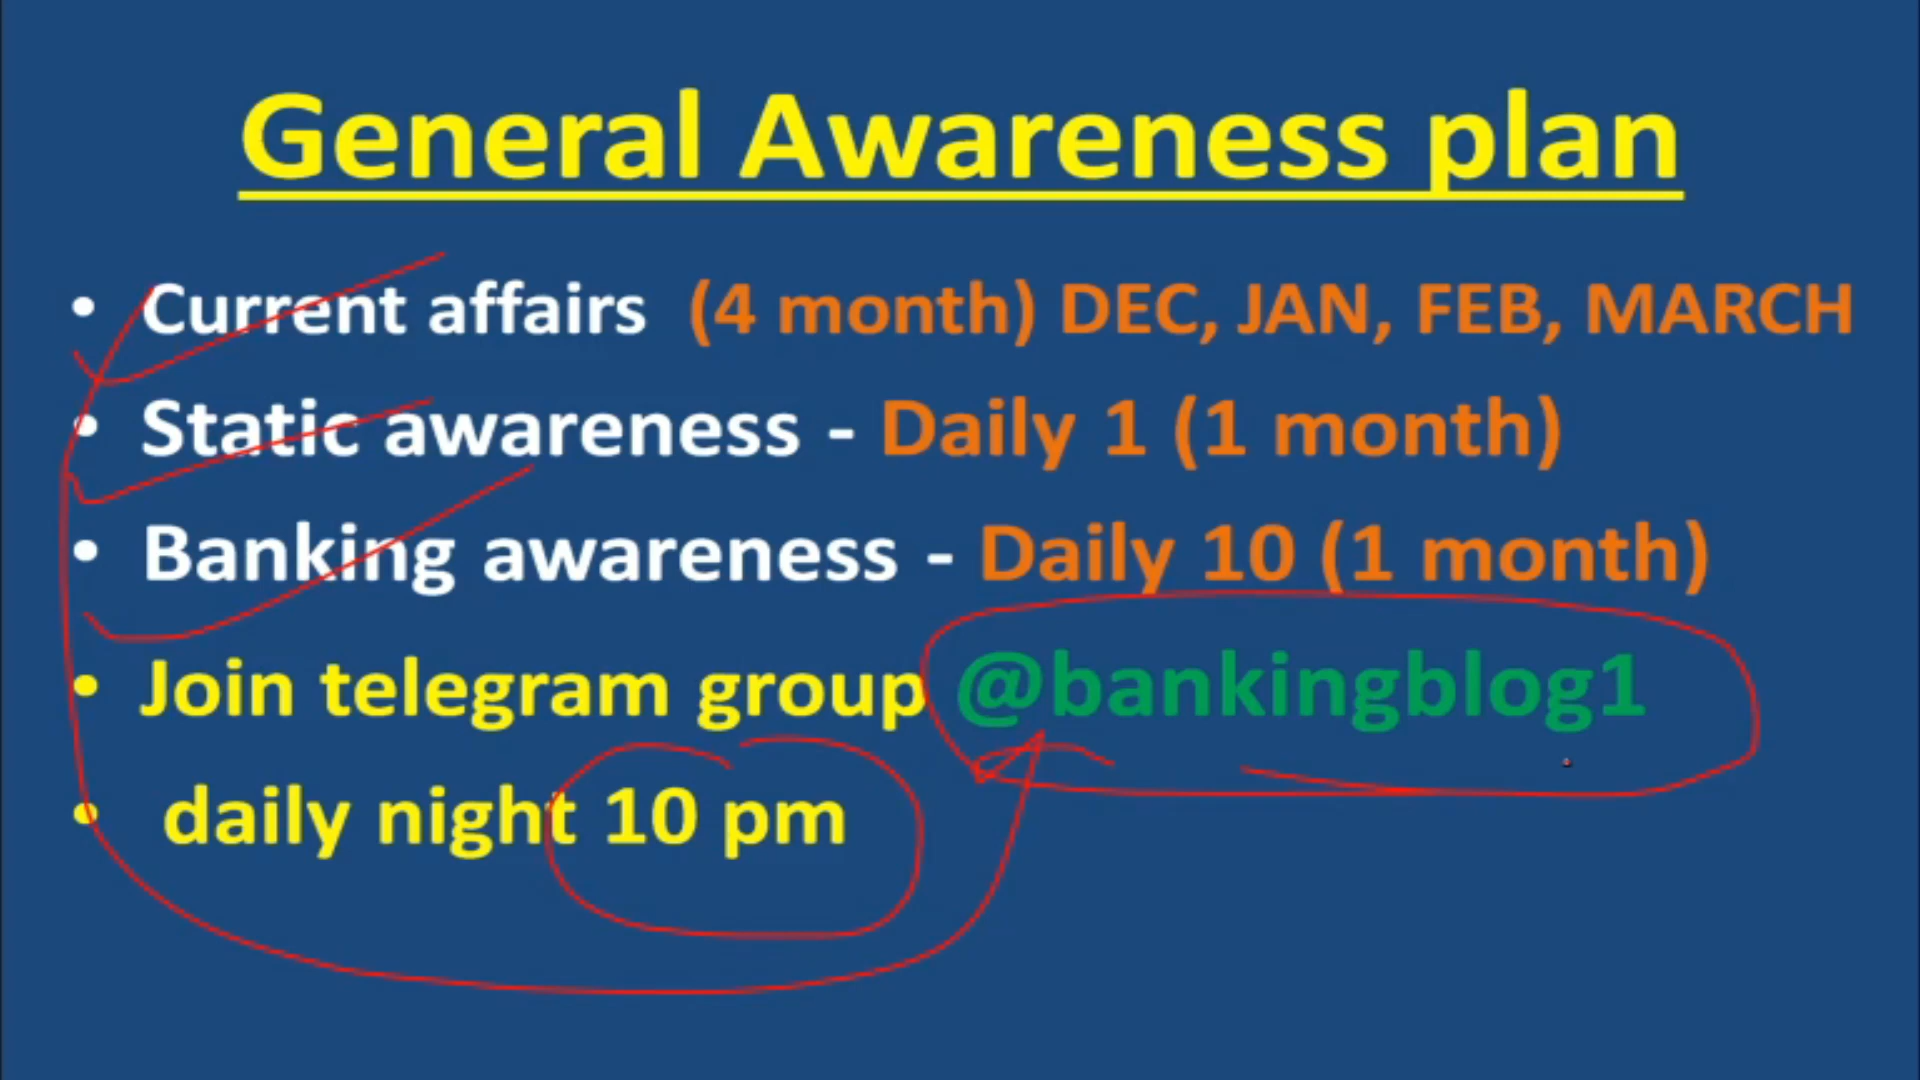 General Awareness plan
• Current affairs (4 month) DEC, JAN, FEB, MARCH
• Static awareness - Daily 1 (1 month)
• Banking awareness - Daily 10 (1 month)
• Join telegram group @bankingblog1
• daily night 10 pm